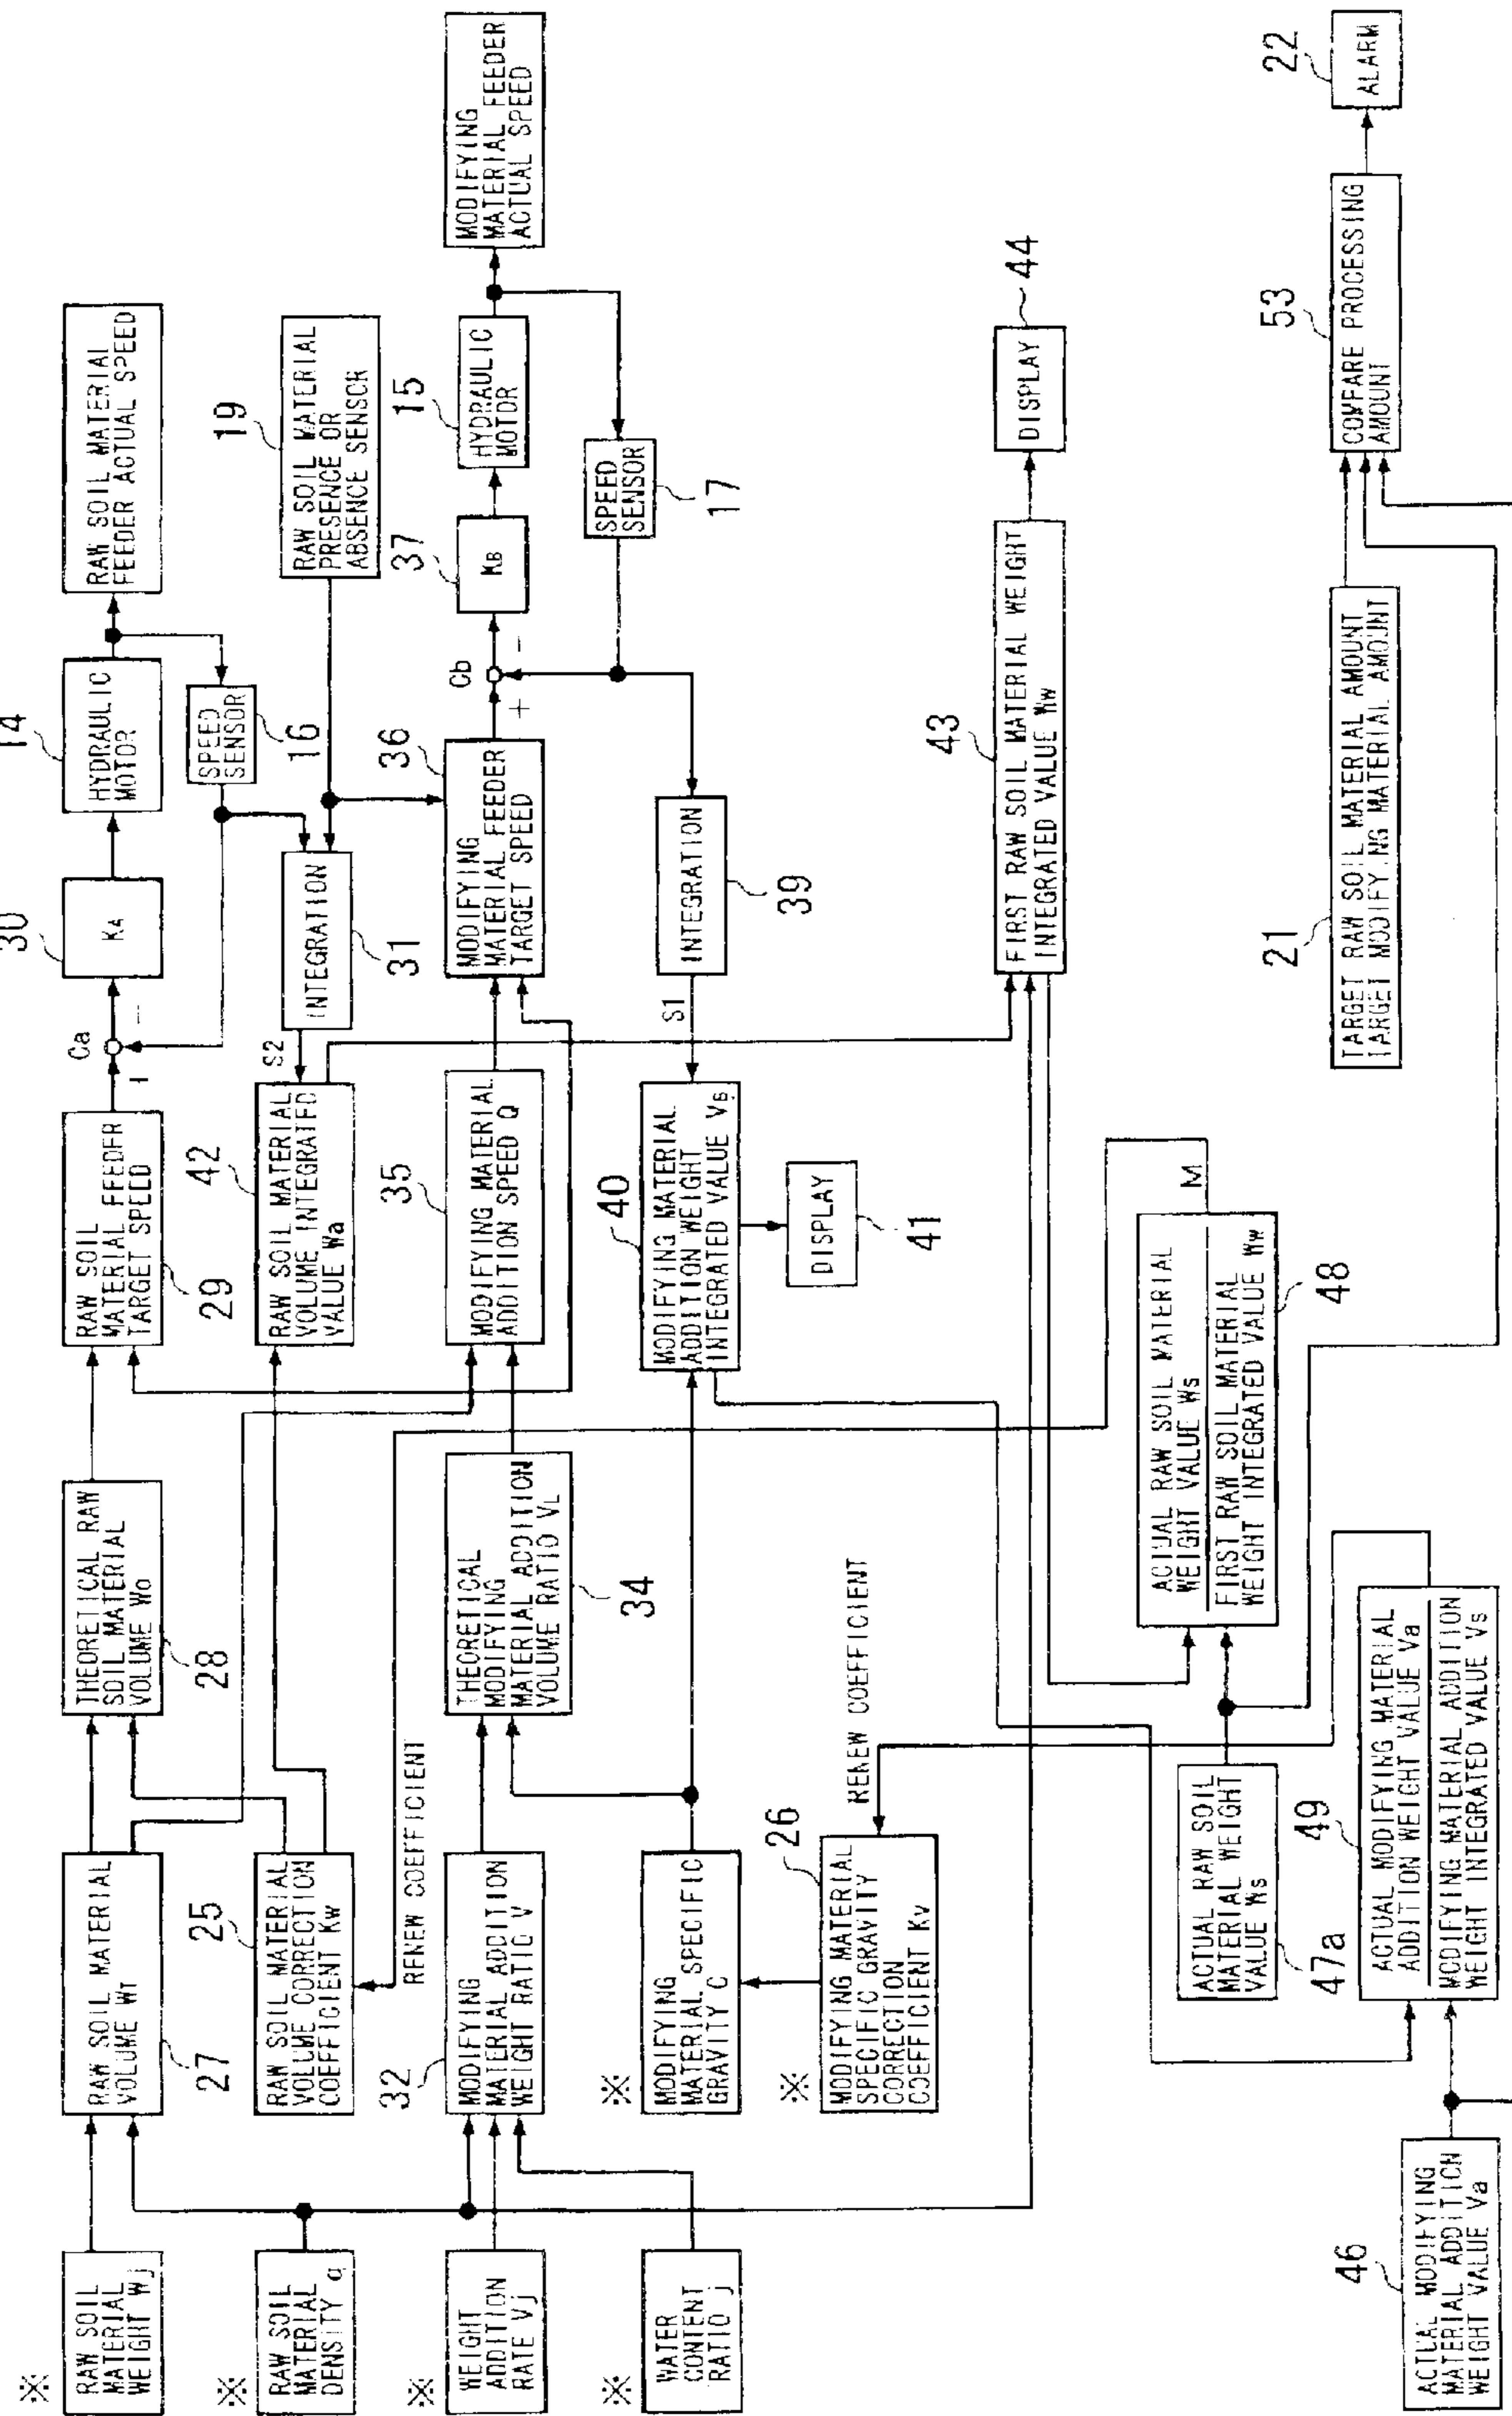 ※
RAW SOIL
MATERIAL
WEIGHT Wj
※
RAW SOIL
MATERIAL
DENSITY q
※
WEIGHT
ADDITION
RATE Vj
※
WATER
CONTENT
RATIO j
RAW SOIL MATERIAL
VOLUME WT
27
25
RAW SOIL MATERIAL
VOLUME CORRECTION
COEFFICIENT Kw
RENEW COEFFICIENT
32
MODIFYING
MATERIAL ADDITION
WEIGHT RATIO V
※
MODIFYING
MATERIAL SPECIFIC
GRAVITY C
※
26
MODIFYING MATERIAL
SPECIFIC GRAVITY
CORRECTION
COEFFICIENT Kv
RENEW COEFFICIENT
THEORETICAL RAW
SOIL MATERIAL
VOLUME Wo
28
THEORETICAL
MODIFYING
MATERIAL ADDITION
VOLUME RATIO VL
34
RAW SOIL
MATERIAL FEEDER
TARGET SPEED
29
42
RAW SOIL MATERIAL
VOLUME INTEGRATED
VALUE Wa
35
MODIFYING MATERIAL
ADDITION SPEED Q
40
MODIFYING MATERIAL
ADDITION WEIGHT
INTEGRATED VALUE Vs
DISPLAY
41
Ca
−
30
KA
14
HYDRAULIC
MOTOR
SPEED
SENSOR
16
RAW SOIL MATERIAL
FEEDER ACTUAL SPEED
S2
INTEGRATION
31
19
RAW SOIL MATERIAL
PRESENCE OR
ABSENCE SENSOR
36
MODIFYING
MATERIAL FEEDER
TARGET SPEED
Cb
+
−
37
KB
15
HYDRAULIC
MOTOR
SPEED
SENSOR
17
MODIFYING
MATERIAL FEEDER
ACTUAL SPEED
S1
INTEGRATION
39
43
FIRST RAW SOIL MATERIAL WEIGHT
INTEGRATED VALUE Ww
44
DISPLAY
ACTUAL RAW SOIL
MATERIAL WEIGHT
VALUE Ws
47a
ACTUAL RAW SOIL MATERIAL
WEIGHT VALUE Ws
FIRST RAW SOIL MATERIAL
WEIGHT INTEGRATED VALUE Ww
48
M
46
ACTUAL MODIFYING
MATERIAL ADDITION
WEIGHT VALUE Va
49
ACTUAL MODIFYING MATERIAL
ADDITION WEIGHT VALUE Va
MODIFYING MATERIAL ADDITION
WEIGHT INTEGRATED VALUE Vs
21
TARGET RAW SOIL MATERIAL AMOUNT
TARGET MODIFYING MATERIAL AMOUNT
53
COMPARE PROCESSING
AMOUNT
22
ALARM